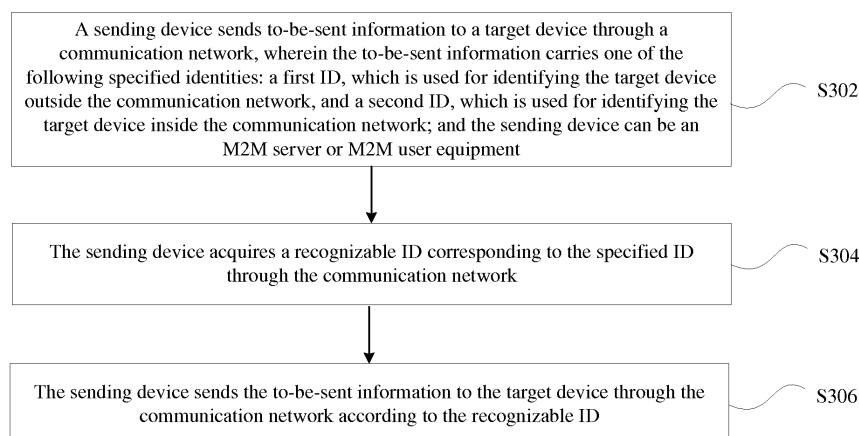 A sending device sends to-be-sent information to a target device through a
communication network, wherein the to-be-sent information carries one of the
following specified identities: a first ID, which is used for identifying the target device
outside the communication network, and a second ID, which is used for identifying the
target device inside the communication network; and the sending device can be an
M2M server or M2M user equipment
S302
The sending device acquires a recognizable ID corresponding to the specified ID
through the communication network
S304
The sending device sends the to-be-sent information to the target device through the
communication network according to the recognizable ID
S306